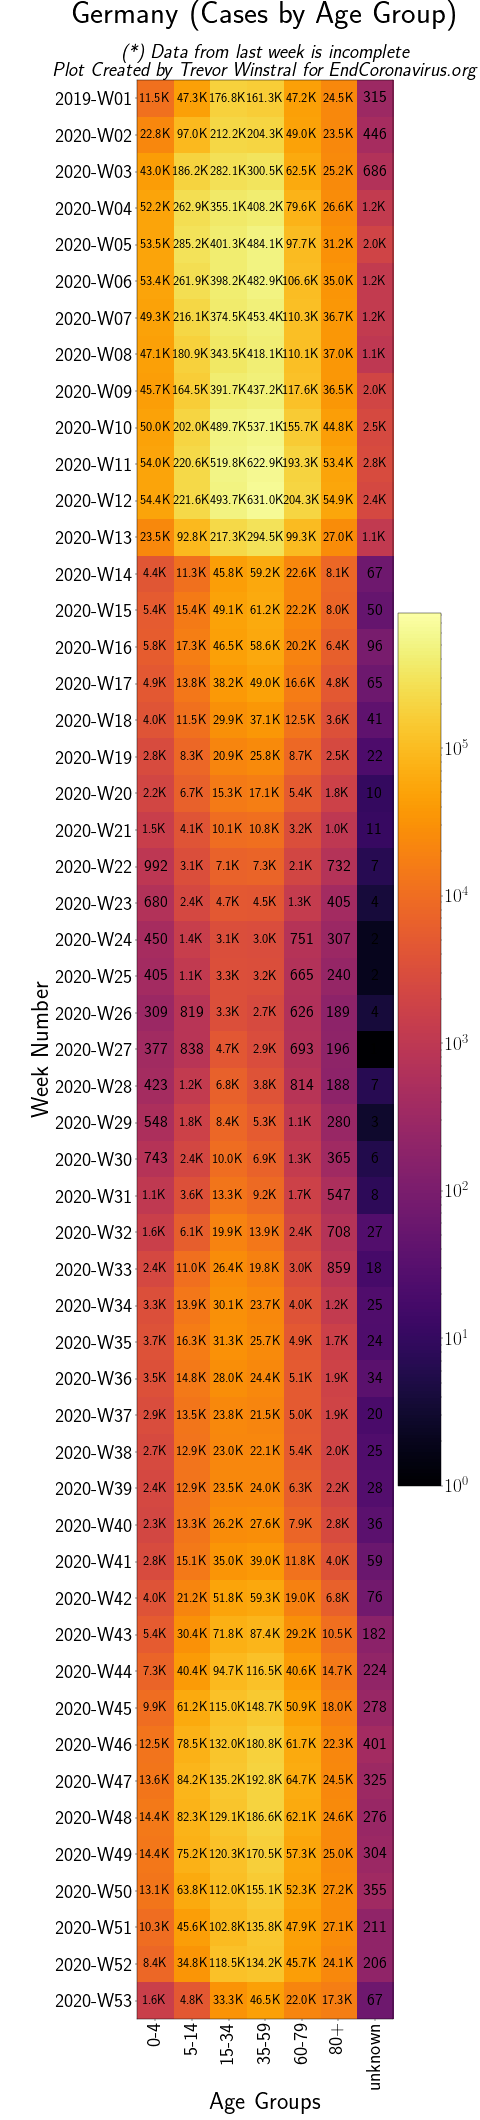 Germany (Cases by Age Group)
(*) Data from last week is incomplete
Plot Created by Trevor Winstral for EndCoronavirus.org
2019-W01 11.5K 47.3K 176.8K 161.3K 47.2K 24.5K 315
2020-W02 22.8K 97.0K 212.2K 204.3K 49.0K 23.5K 446
2020-W03 43.0K 186.2K 282.1K 300.5K 62.5K 25.2K 686
2020-W04 52.2K 262.9K 355.1K 408.2K 79.6K 26.6K 1.2K
2020-W05 53.5K 285.2K 401.3K 484.1K 97.7K 31.2K 2.0K
2020-W06 53.4K 261.9K 398.2K 482.9K 106.6K 35.0K 1.2K
2020-W07 49.3K 216.1K 374.5K 453.4K 110.3K 36.7K 1.2K
2020-W08 47.1K 180.9K 343.5K 418.1K 110.1K 37.0K 1.1K
2020-W09 45.7K 164.5K 391.7K 437.2K 117.6K 36.5K 2.0K
2020-W10 50.0K 202.0K 489.7K 537.1K 155.7K 44.8K 2.5K
2020-W11 54.0K 220.6K 519.8K 622.9K 193.3K 53.4K 2.8K
2020-W12 54.4K 221.6K 493.7K 631.0K 204.3K 54.9K 2.4K
2020-W13 23.5K 92.8K 217.3K 294.5K 99.3K 27.0K 1.1K
2020-W14 4.4K 11.3K 45.8K 59.2K 22.6K 8.1K 67
2020-W15 5.4K 15.4K 49.1K 61.2K 22.2K 8.0K 50
2020-W16 5.8K 17.3K 46.5K 58.6K 20.2K 6.4K 96
2020-W17 4.9K 13.8K 38.2K 49.0K 16.6K 4.8K 65
2020-W18 4.0K 11.5K 29.9K 37.1K 12.5K 3.6K 41
2020-W19 2.8K 8.3K 20.9K 25.8K 8.7K 2.5K 22
2020-W20 2.2K 6.7K 15.3K 17.1K 5.4K 1.8K 10
2020-W21 1.5K 4.1K 10.1K 10.8K 3.2K 1.0K 11
2020-W22 992 3.1K 7.1K 7.3K 2.1K 732 7
2020-W23 680 2.4K 4.7K 4.5K 1.3K 405 4
2020-W24 450 1.4K 3.1K 3.0K 751 307 2
2020-W25 405 1.1K 3.3K 3.2K 665 240 2
2020-W26 309 819 3.3K 2.7K 626 189 4
2020-W27 377 838 4.7K 2.9K 693 196
2020-W28 423 1.2K 6.8K 3.8K 814 188 7
2020-W29 548 1.8K 8.4K 5.3K 1.1K 280 3
2020-W30 743 2.4K 10.0K 6.9K 1.3K 365 6
2020-W31 1.1K 3.6K 13.3K 9.2K 1.7K 547 8
2020-W32 1.6K 6.1K 19.9K 13.9K 2.4K 708 27
2020-W33 2.4K 11.0K 26.4K 19.8K 3.0K 859 18
2020-W34 3.3K 13.9K 30.1K 23.7K 4.0K 1.2K 25
2020-W35 3.7K 16.3K 31.3K 25.7K 4.9K 1.7K 24
2020-W36 3.5K 14.8K 28.0K 24.4K 5.1K 1.9K 34
2020-W37 2.9K 13.5K 23.8K 21.5K 5.0K 1.9K 20
2020-W38 2.7K 12.9K 23.0K 22.1K 5.4K 2.0K 25
2020-W39 2.4K 12.9K 23.5K 24.0K 6.3K 2.2K 28
2020-W40 2.3K 13.3K 26.2K 27.6K 7.9K 2.8K 36
2020-W41 2.8K 15.1K 35.0K 39.0K 11.8K 4.0K 59
2020-W42 4.0K 21.2K 51.8K 59.3K 19.0K 6.8K 76
2020-W43 5.4K 30.4K 71.8K 87.4K 29.2K 10.5K 182
2020-W44 7.3K 40.4K 94.7K 116.5K 40.6K 14.7K 224
2020-W45 9.9K 61.2K 115.0K 148.7K 50.9K 18.0K 278
2020-W46 12.5K 78.5K 132.0K 180.8K 61.7K 22.3K 401
2020-W47 13.6K 84.2K 135.2K 192.8K 64.7K 24.5K 325
2020-W48 14.4K 82.3K 129.1K 186.6K 62.1K 24.6K 276
2020-W49 14.4K 75.2K 120.3K 170.5K 57.3K 25.0K 304
2020-W50 13.1K 63.8K 112.0K 155.1K 52.3K 27.2K 355
2020-W51 10.3K 45.6K 102.8K 135.8K 47.9K 27.1K 211
2020-W52 8.4K 34.8K 118.5K 134.2K 45.7K 24.1K 206
2020-W53 1.6K 4.8K 33.3K 46.5K 22.0K 17.3K 67
0-4 5-14 15-34 35-59 60-79 80+ unknown
Age Groups
Week Number
10^5
10^4
10^3
10^2
10^1
10^0